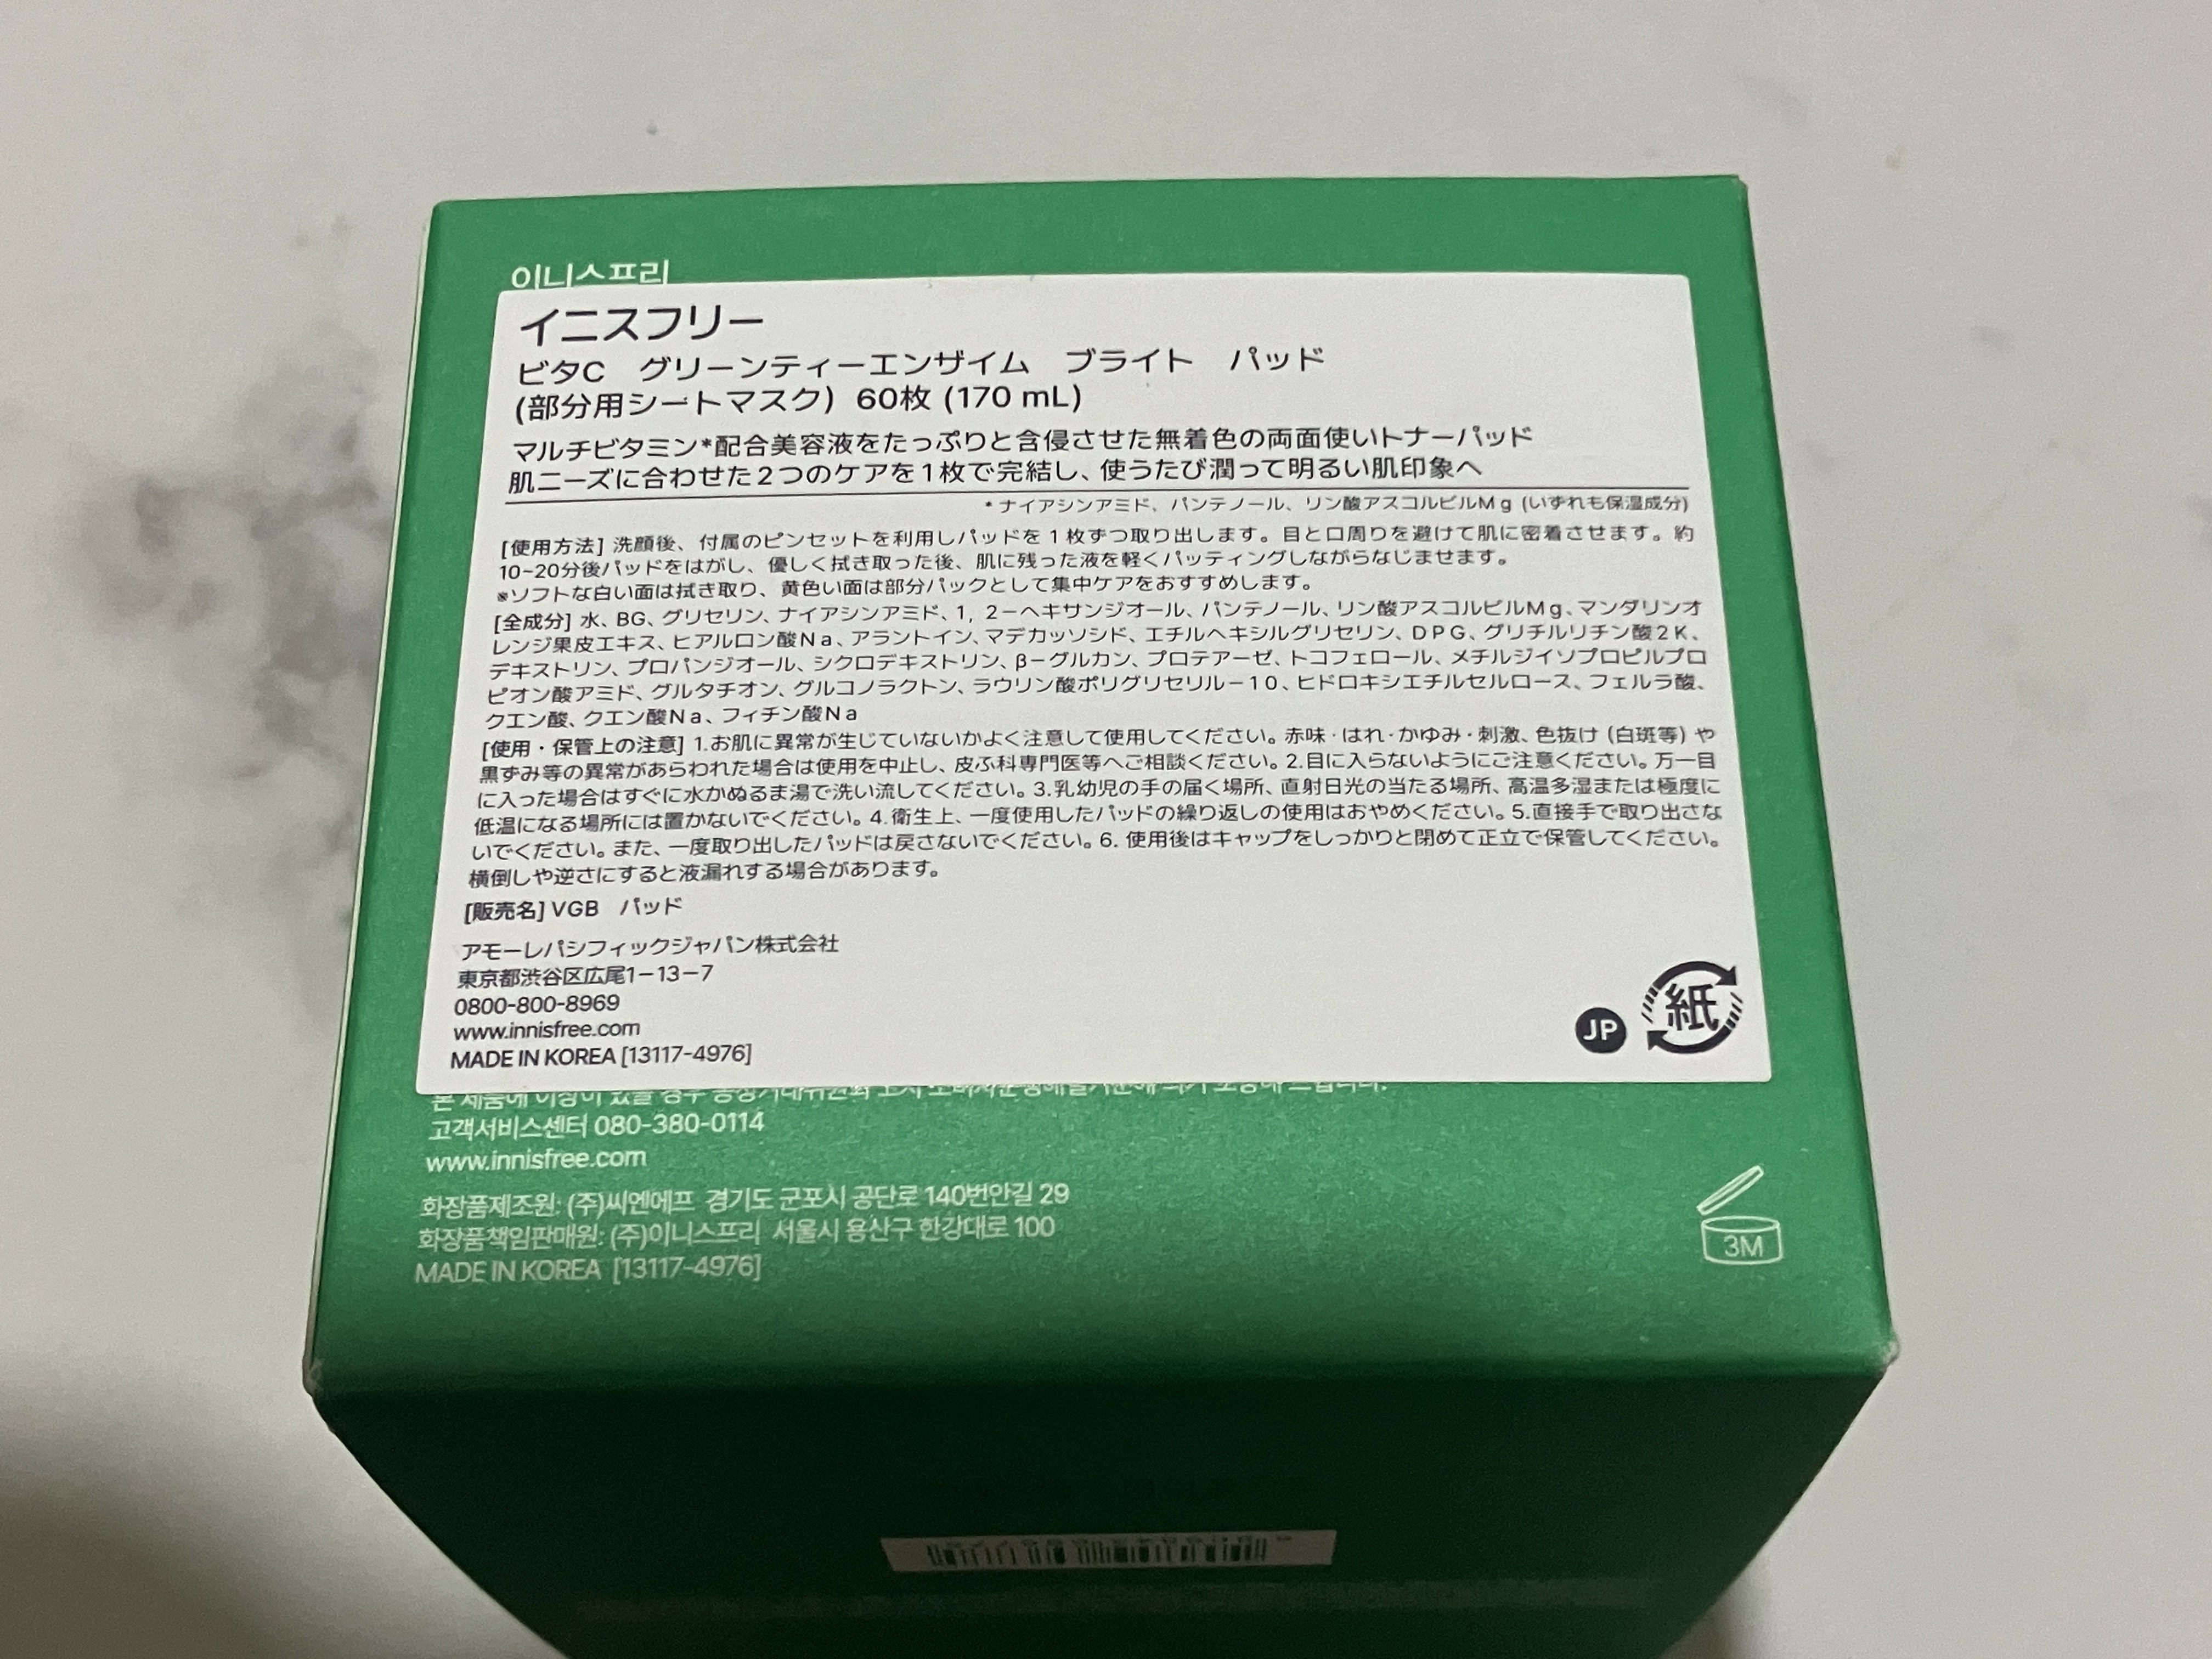 이니스프리
イニスフリー
ビタC　グリーンティーエンザイム　ブライト　パッド
(部分用シートマスク）60枚 (170 mL)
マルチビタミン*配合美容液をたっぷりと含侵させた無着色の両面使いトナーパッド
肌ニーズに合わせた2つのケアを1枚で完結し、使うたび潤って明るい肌印象へ
* ナイアシンアミド、パンテノール、リン酸アスコルビルMg (いずれも保湿成分)
[使用方法] 洗顔後、付属のピンセットを利用しパッドを1枚ずつ取り出します。目と口周りを避けて肌に密着させます。約
10~20分後パッドをはがし、優しく拭き取った後、肌に残った液を軽くパッティングしながらなじませます。
※ソフトな白い面は拭き取り、黄色い面は部分パックとして集中ケアをおすすめします。
[全成分] 水、BG、グリセリン、ナイアシンアミド、1, 2－ヘキサンジオール、パンテノール、リン酸アスコルビルMg、マンダリンオ
レンジ果皮エキス、ヒアルロン酸Na、アラントイン、マデカッソシド、エチルヘキシルグリセリン、DPG、グリチルリチン酸2K、
デキストリン、プロパンジオール、シクロデキストリン、β－グルカン、プロテアーゼ、トコフェロール、メチルジイソプロピルプロ
ピオン酸アミド、グルタチオン、グルコノラクトン、ラウリン酸ポリグリセリル－10、ヒドロキシエチルセルロース、フェルラ酸、
クエン酸、クエン酸Na、フィチン酸Na
[使用・保管上の注意] 1.お肌に異常が生じていないかよく注意して使用してください。赤味・はれ・かゆみ・刺激、色抜け（白斑等）や
黒ずみ等の異常があらわれた場合は使用を中止し、皮ふ科専門医等へご相談ください。2.目に入らないようにご注意ください。万一目
に入った場合はすぐに水かぬるま湯で洗い流してください。3.乳幼児の手の届く場所、直射日光の当たる場所、高温多湿または極度に
低温になる場所には置かないでください。4.衛生上、一度使用したパッドの繰り返しの使用はおやめください。5.直接手で取り出さな
いでください。また、一度取り出したパッドは戻さないでください。6. 使用後はキャップをしっかりと閉めて正立で保管してください。
横倒しや逆さにすると液漏れする場合があります。
[販売名] VGB　パッド
アモーレパシフィックジャパン株式会社
東京都渋谷区広尾1－13－7
0800-800-8969
www.innisfree.com
MADE IN KOREA [13117-4976]
JP
紙
본 제품에 이상이 있을 경우
고객서비스센터 080-380-0114
www.innisfree.com
화장품제조원: (주)씨엔에프 경기도 군포시 공단로 140번안길 29
화장품책임판매원: (주)이니스프리 서울시 용산구 한강대로 100
MADE IN KOREA [13117-4976]
3M